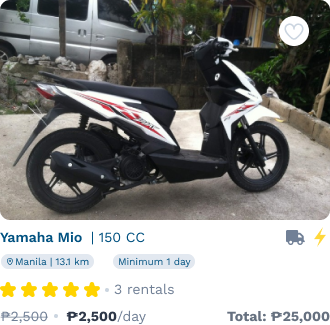 Yamaha Mio | 150 CC
Manila | 13.1 km Minimum 1 day
• 3 rentals
₱2,500 • ₱2,500/day Total: ₱25,000